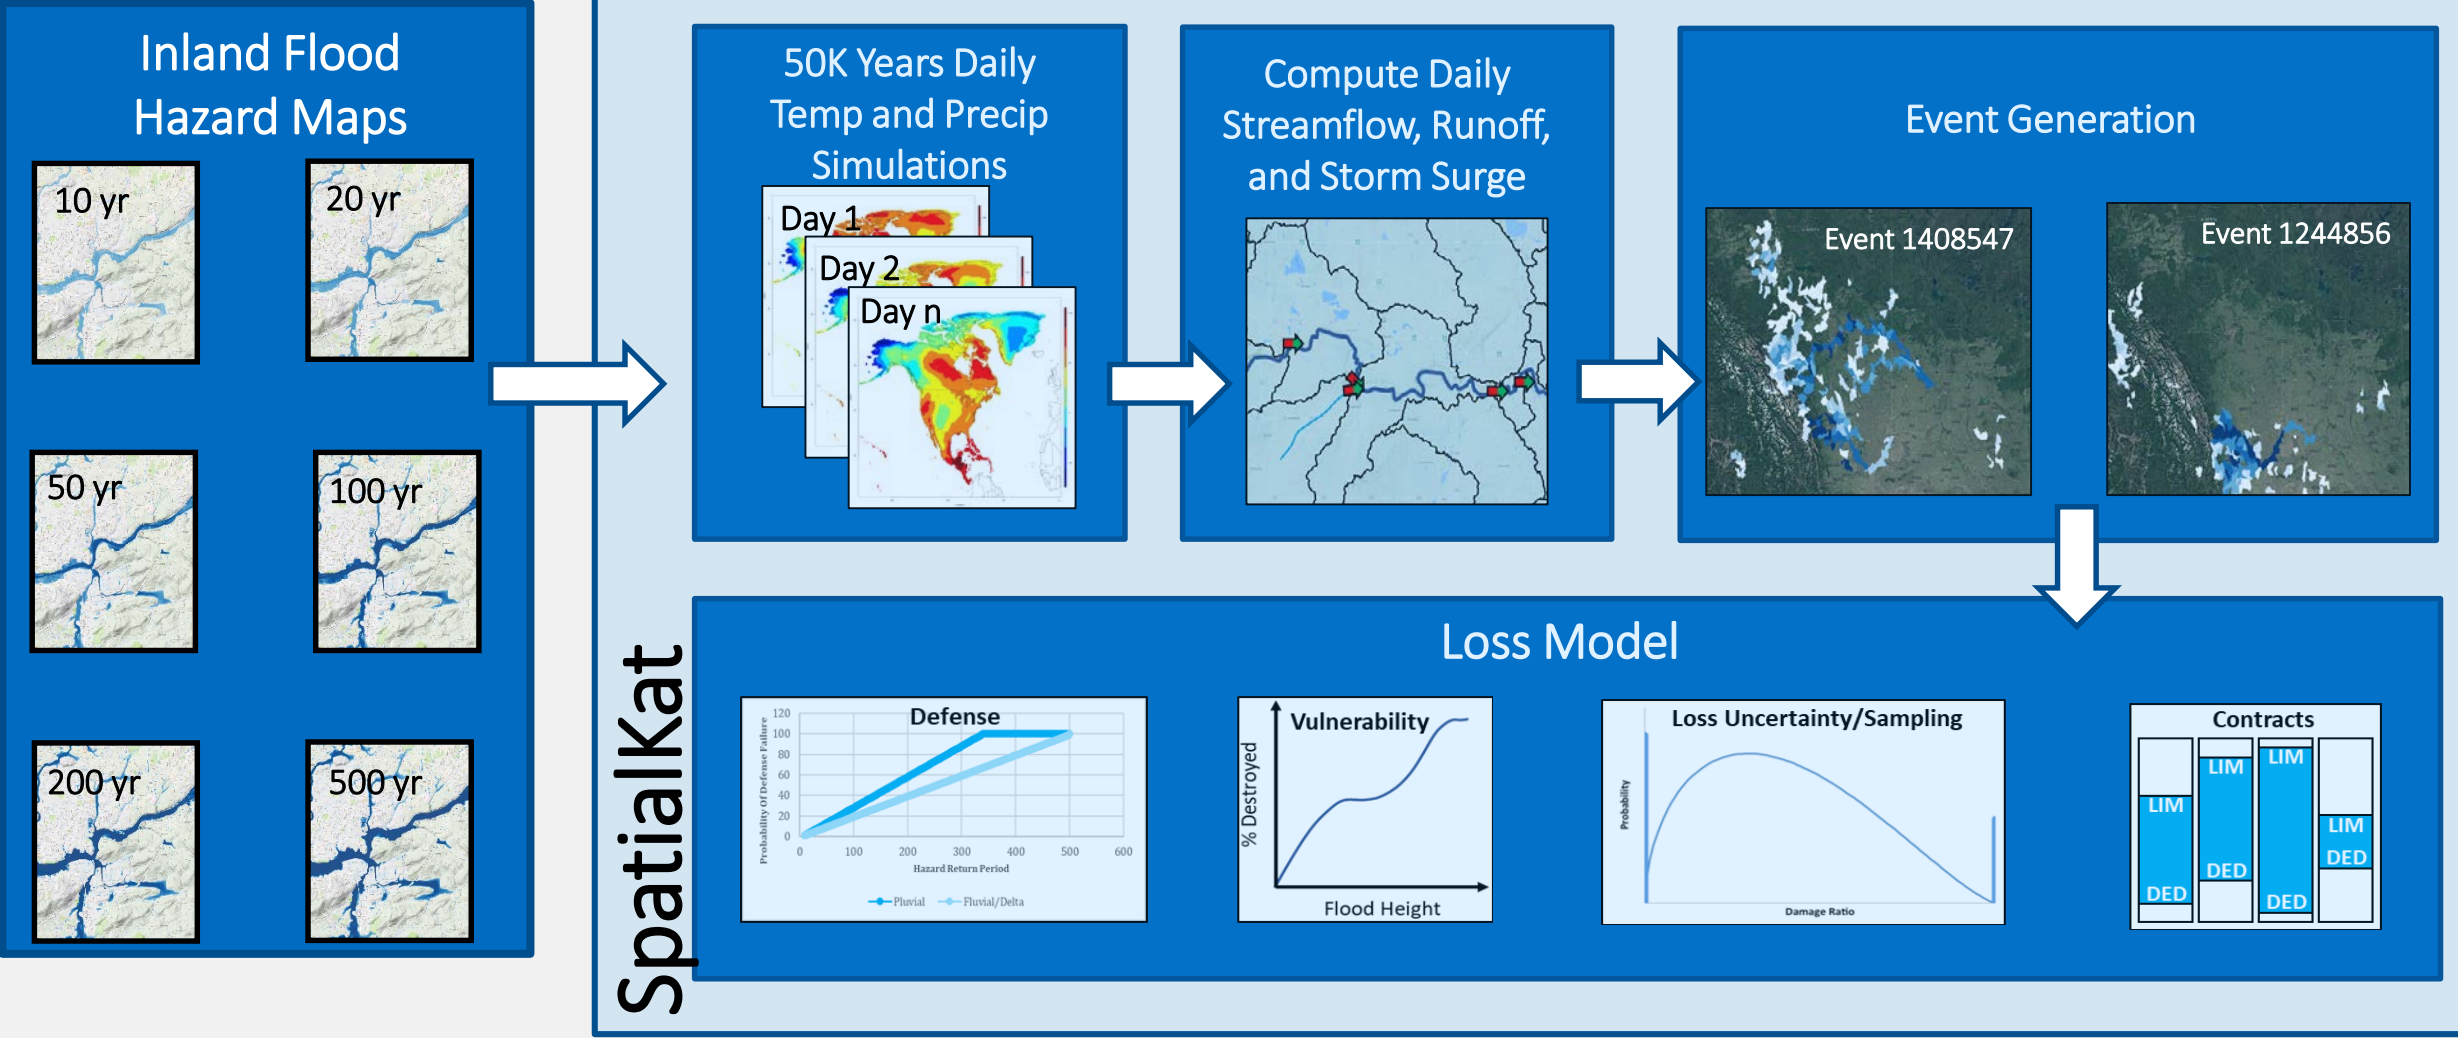 Inland Flood
Hazard Maps
10 yr
20 yr
50 yr
100 yr
200 yr
500 yr
50K Years Daily
Temp and Precip
Simulations
Day 1
Day 2
Day n
Compute Daily
Streamflow, Runoff,
and Storm Surge
Event Generation
Event 1408547
Event 1244856
SpatialKat
Loss Model
Defense
Probability Of Defense Failure
120
100
80
60
40
20
0
0 100 200 300 400 500 600
Hazard Return Period
Pluvial Fluvial/Delta
Vulnerability
% Destroyed
Flood Height
Loss Uncertainty/Sampling
Probability
Damage Ratio
Contracts
LIM
DED
LIM
DED
LIM
DED
LIM
DED